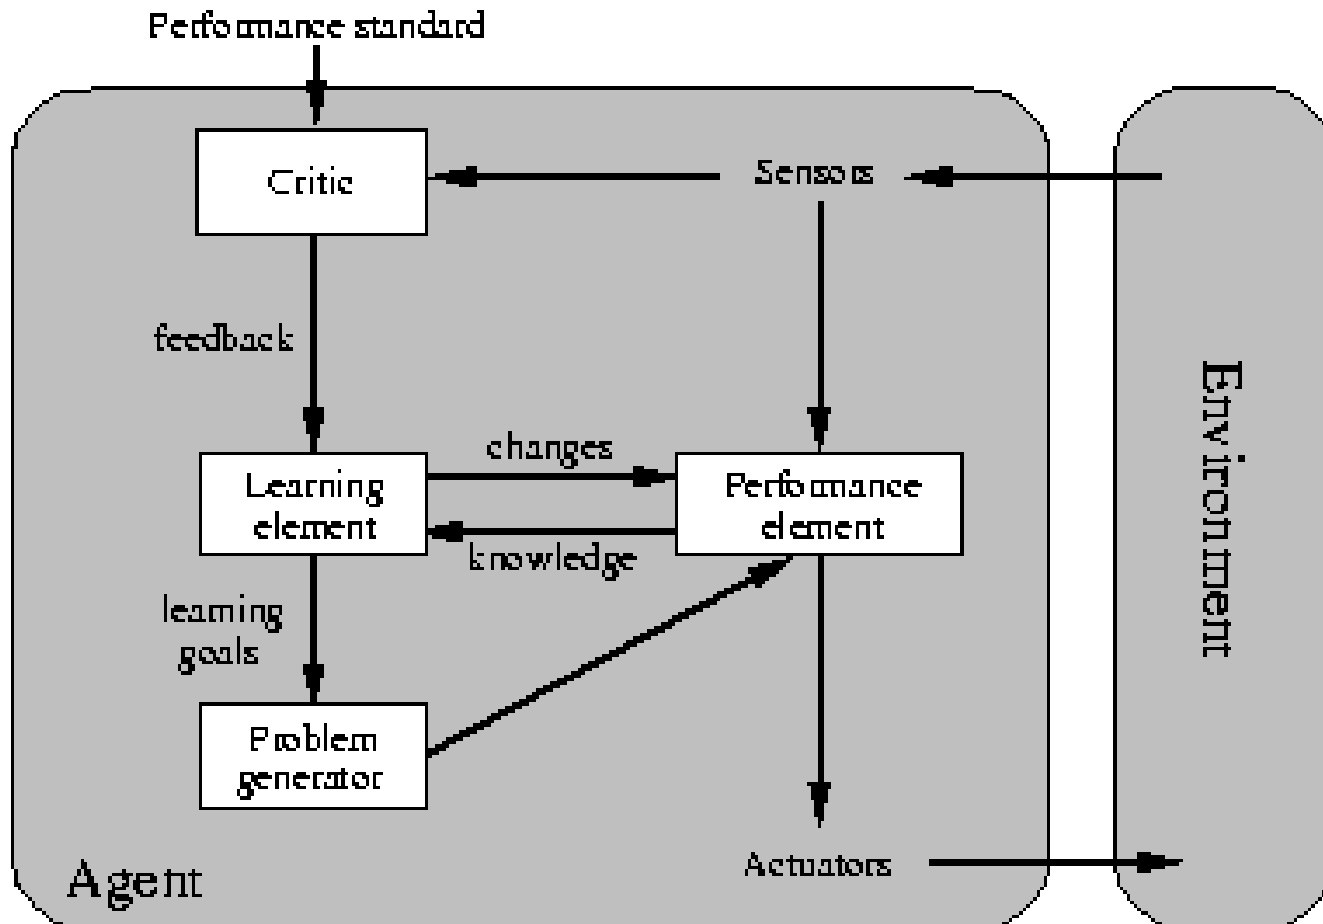 Performance standard
Critic
Sensors
feedback
changes
Learning
element
Performance
element
knowledge
learning
goals
Problem
generator
Actuators
Agent
Environment